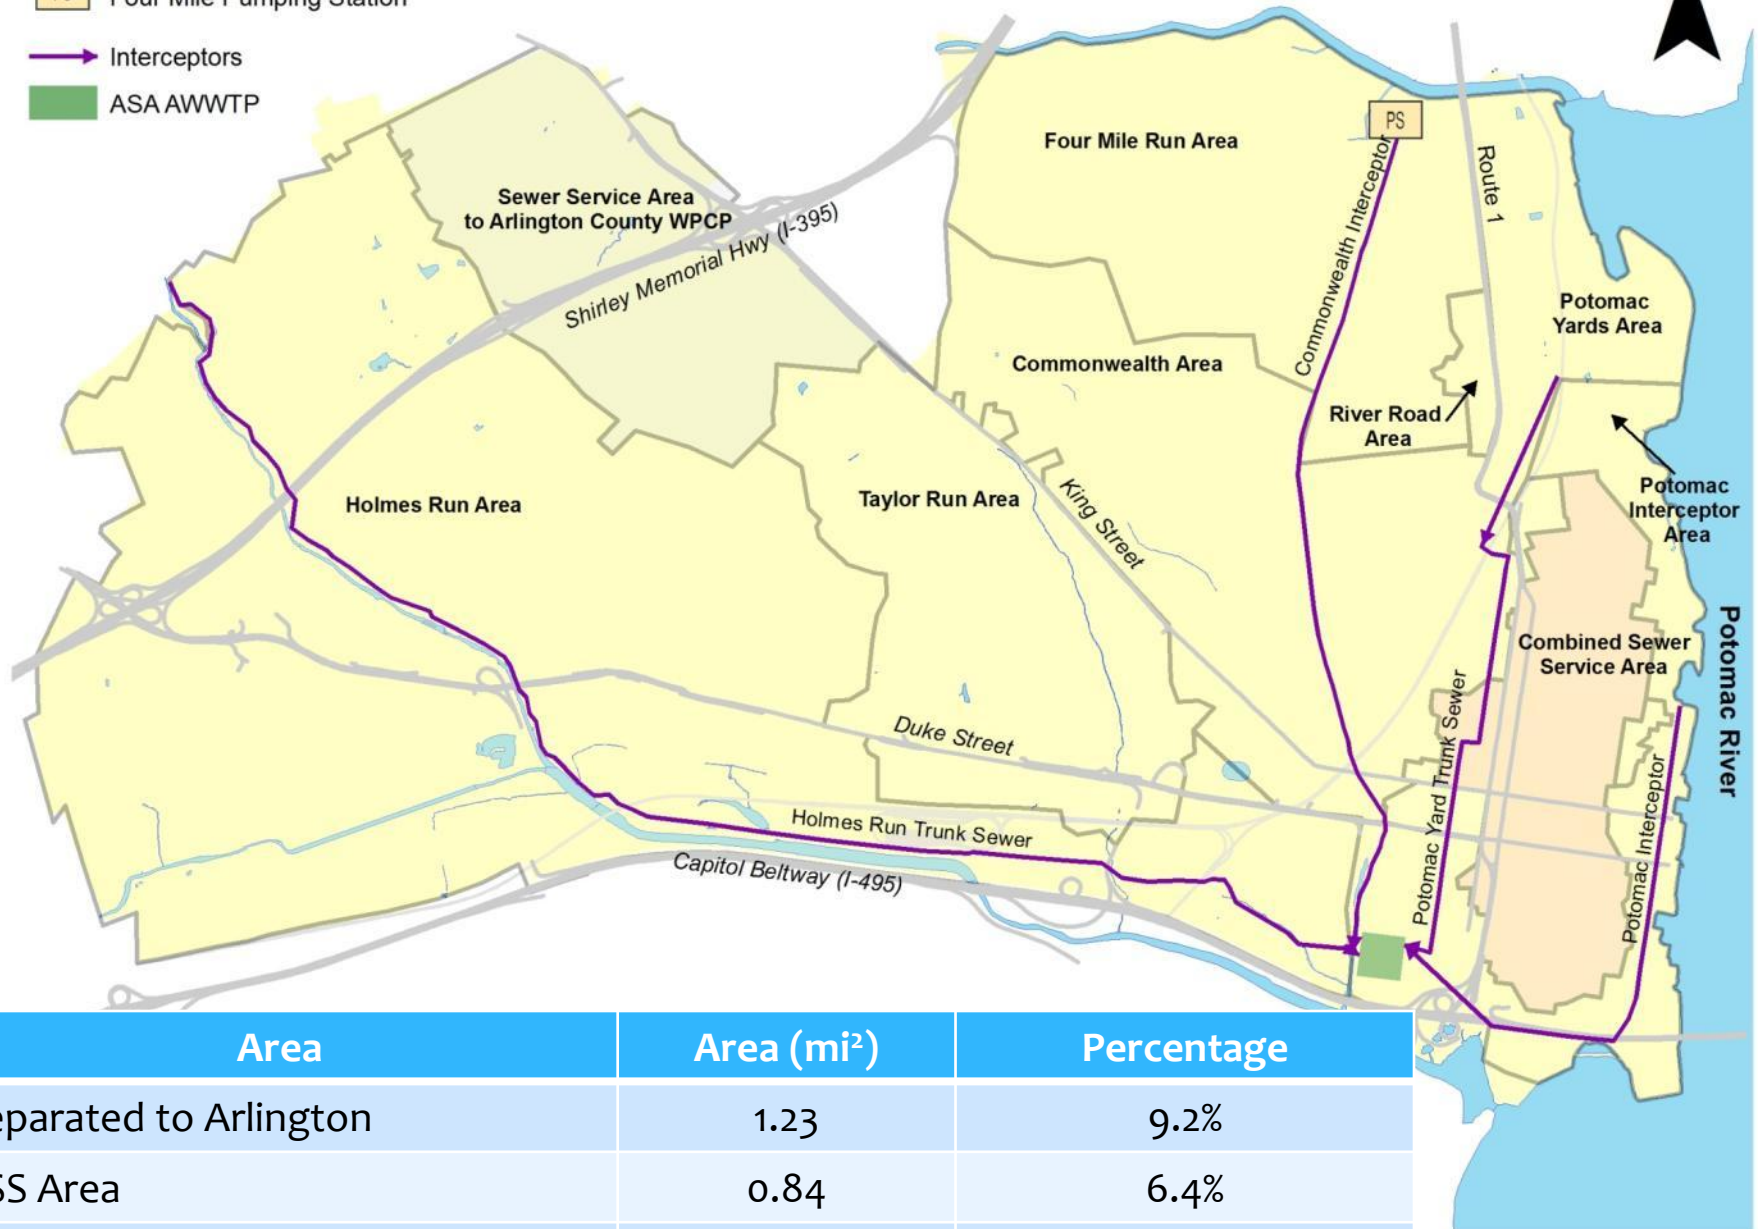 Four Mile Pumping Station
Interceptors
ASA AWWTP
PS
Four Mile Run Area
Sewer Service Area
to Arlington County WPCP
Shirley Memorial Hwy (I-395)
Commonwealth Interceptor
Route 1
Potomac
Yards Area
Commonwealth Area
River Road
Area
Potomac
Interceptor
Area
Holmes Run Area
Taylor Run Area
King Street
Combined Sewer
Service Area
Potomac River
Duke Street
Potomac Yard Trunk Sewer
Potomac Interceptor
Holmes Run Trunk Sewer
Capitol Beltway (I-495)
Area Area (mi²) Percentage
eparated to Arlington 1.23 9.2%
SS Area 0.84 6.4%